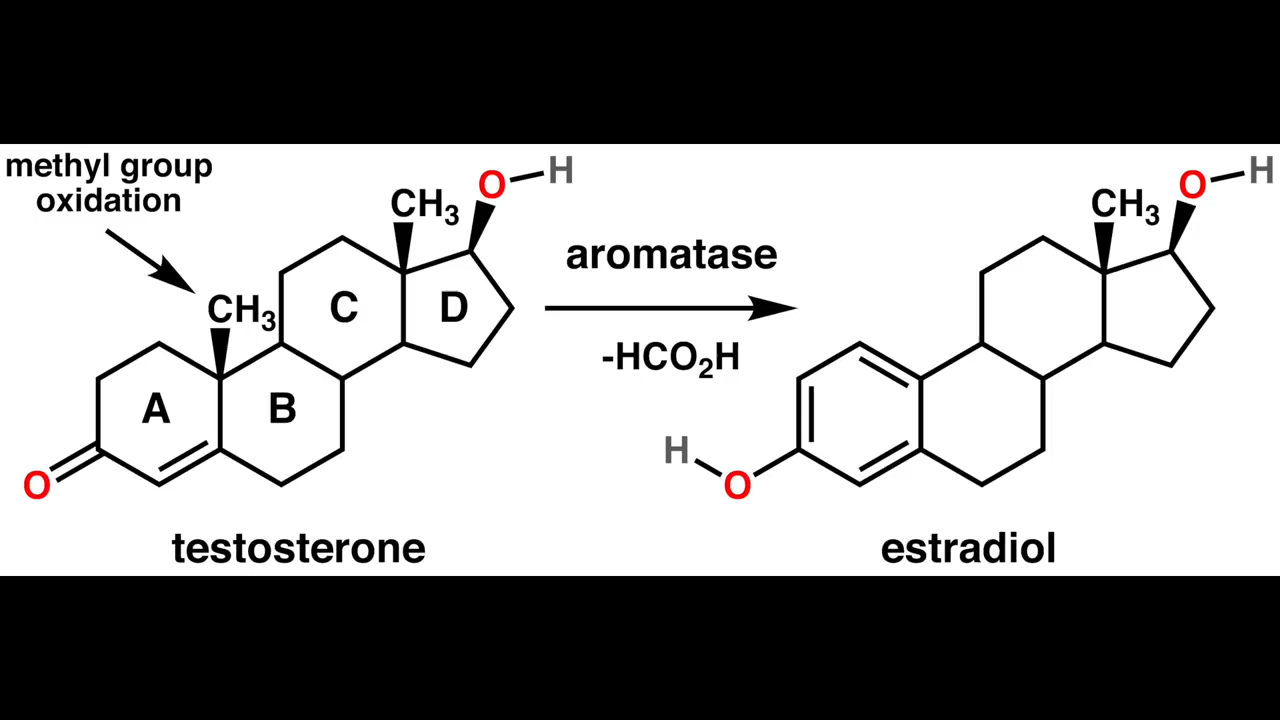 methyl group
oxidation
CH₃
O
H
CH₃
C
D
A
B
O
testosterone
aromatase
-HCO₂H
CH₃
O
H
H
O
estradiol